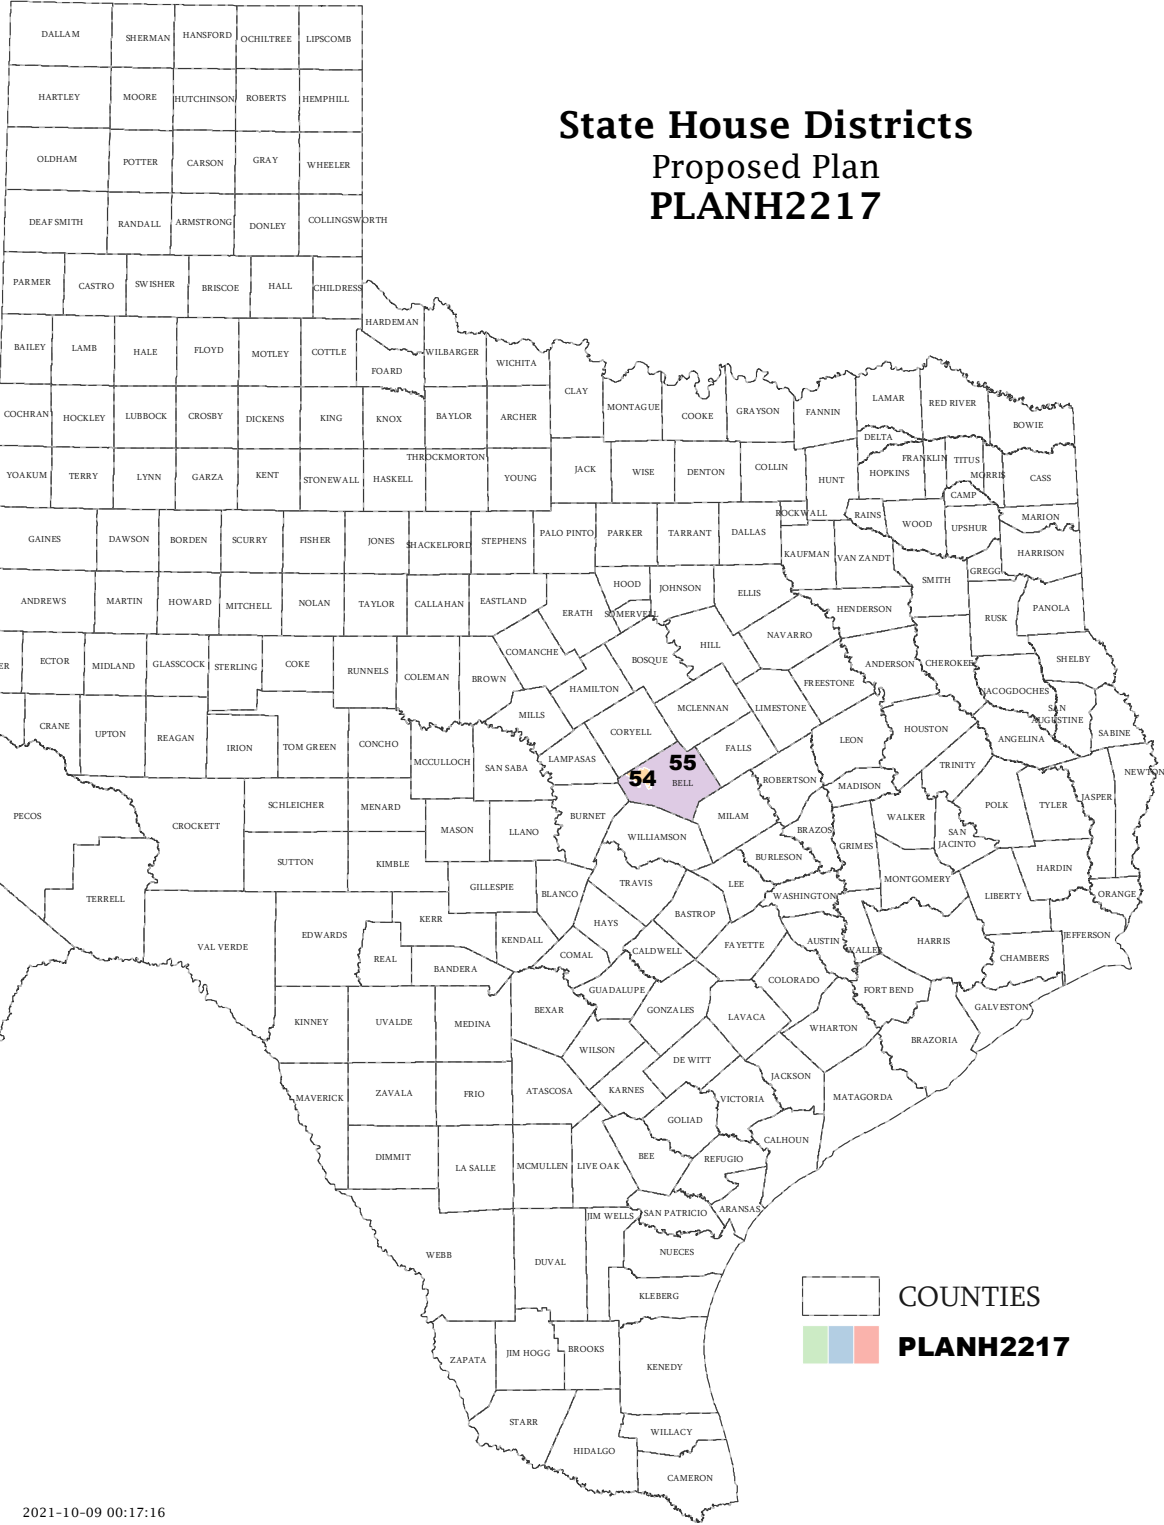 State House Districts
Proposed Plan
PLANH2217
DALLAM SHERMAN HANSFORD OCHILTREE LIPSCOMB
HARTLEY MOORE HUTCHINSON ROBERTS HEMPHILL
OLDHAM POTTER CARSON GRAY WHEELER
DEAF SMITH RANDALL ARMSTRONG DONLEY COLLINGSWORTH
PARMER CASTRO SWISHER BRISCOE HALL CHILDRESS
HARDEMAN
BAILEY LAMB HALE FLOYD MOTLEY COTTLE FOARD WILBARGER WICHITA
CLAY
COCHRAN HOCKLEY LUBBOCK CROSBY DICKENS KING KNOX BAYLOR ARCHER MONTAGUE COOKE GRAYSON FANNIN LAMAR RED RIVER BOWIE
DELTA
THROCKMORTON FRANKLIN TITUS
YOAKUM TERRY LYNN GARZA KENT STONEWALL HASKELL YOUNG JACK WISE DENTON COLLIN HUNT HOPKINS MORRIS CASS
CAMP
ROCKWALL RAINS WOOD UPSHUR MARION
GAINES DAWSON BORDEN SCURRY FISHER JONES SHACKELFORD STEPHENS PALO PINTO PARKER TARRANT DALLAS KAUFMAN VAN ZANDT HARRISON
GREGG
SMITH
ANDREWS MARTIN HOWARD MITCHELL NOLAN TAYLOR CALLAHAN EASTLAND ERATH HOOD JOHNSON ELLIS HENDERSON RUSK PANOLA
SOMERVELL
NAVARRO
HILL
COMANCHE BOSQUE
ER ECTOR MIDLAND GLASSCOCK STERLING COKE RUNNELS COLEMAN BROWN HAMILTON FREESTONE ANDERSON CHEROKEE SHELBY
NACOGDOCHES
MILLS MCLENNAN LIMESTONE SAN
AUGUSTINE
CRANE UPTON REAGAN IRION TOM GREEN CONCHO CORYELL FALLS LEON HOUSTON ANGELINA SABINE
MCCULLOCH SAN SABA LAMPASAS 55
54 BELL ROBERTSON MADISON TRINITY NEWTON
PECOS CROCKETT SCHLEICHER MENARD BURNET MILAM WALKER POLK TYLER JASPER
MASON LLANO WILLIAMSON BRAZOS GRIMES SAN
JACINTO
SUTTON KIMBLE BURLESON
GILLESPIE BLANCO TRAVIS LEE WASHINGTON MONTGOMERY LIBERTY HARDIN ORANGE
TERRELL
KERR HAYS BASTROP
VAL VERDE EDWARDS REAL BANDERA KENDALL COMAL CALDWELL FAYETTE AUSTIN WALLER HARRIS CHAMBERS JEFFERSON
GUADALUPE COLORADO FORT BEND
KINNEY UVALDE MEDINA BEXAR GONZALES LAVACA WHARTON GALVESTON
WILSON DE WITT BRAZORIA
MAVERICK ZAVALA FRIO ATASCOSA KARNES JACKSON MATAGORDA
VICTORIA
GOLIAD
CALHOUN
DIMMIT LA SALLE MCMULLEN LIVE OAK BEE REFUGIO
JIM WELLS SAN PATRICIO ARANSAS
WEBB DUVAL NUECES
KLEBERG
COUNTIES
PLANH2217
ZAPATA JIM HOGG BROOKS KENEDY
STARR WILLACY
HIDALGO
CAMERON
2021-10-09 00:17:16